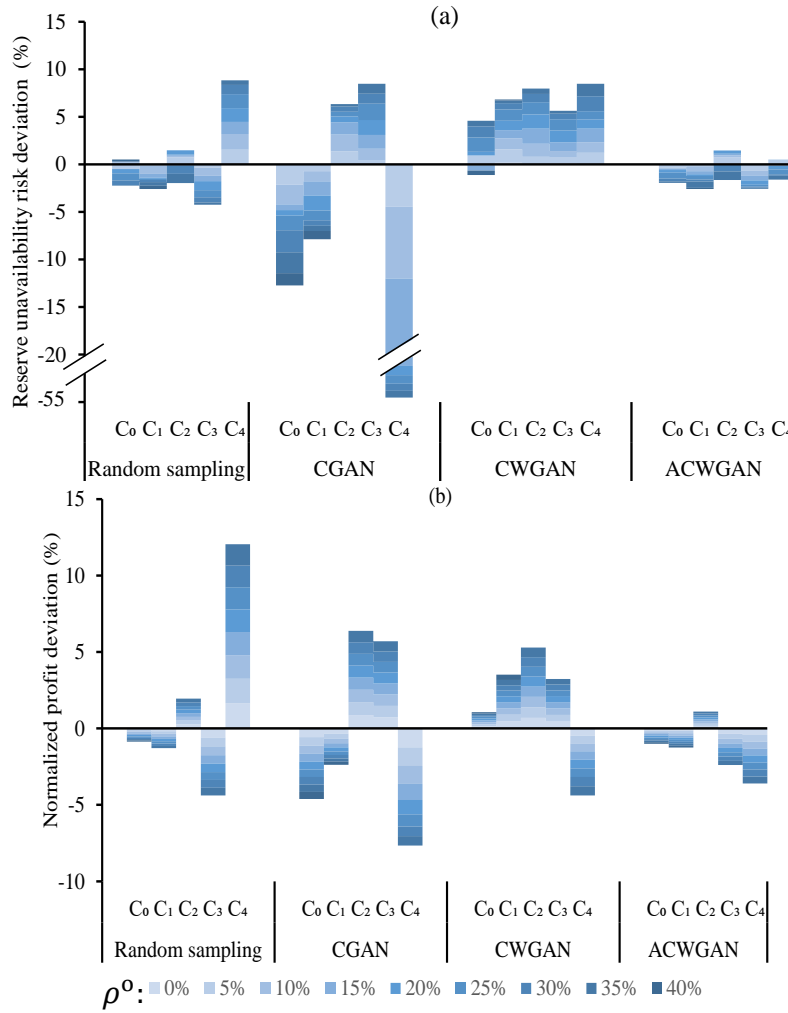 (a)
Reserve unavailability risk deviation (%)
15
10
5
0
-5
-10
-15
-20
-55
C₀ C₁ C₂ C₃ C₄ C₀ C₁ C₂ C₃ C₄ C₀ C₁ C₂ C₃ C₄ C₀ C₁ C₂ C₃ C₄
Random sampling CGAN CWGAN ACWGAN
(b)
Normalized profit deviation (%)
15
10
5
0
-5
-10
C₀ C₁ C₂ C₃ C₄ C₀ C₁ C₂ C₃ C₄ C₀ C₁ C₂ C₃ C₄ C₀ C₁ C₂ C₃ C₄
Random sampling CGAN CWGAN ACWGAN
ρᵒ: 0% 5% 10% 15% 20% 25% 30% 35% 40%